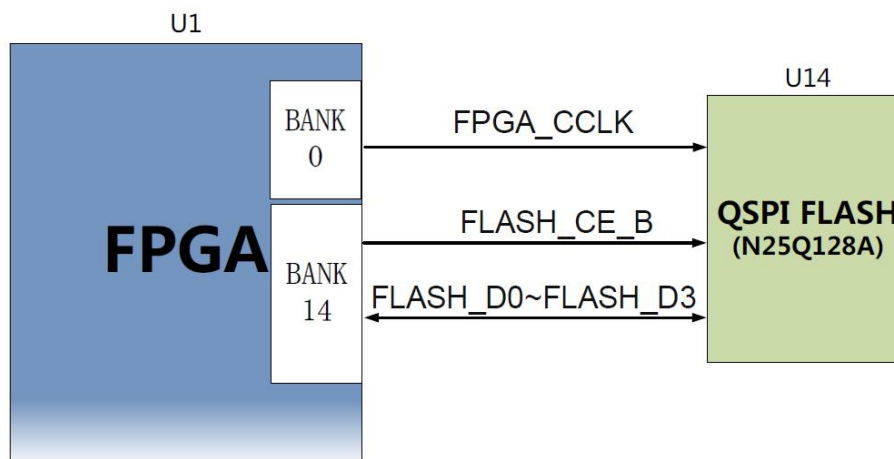 U1
U14
BANK
0
FPGA_CCLK
FPGA
BANK
14
FLASH_CE_B
FLASH_D0~FLASH_D3
QSPI FLASH
(N25Q128A)